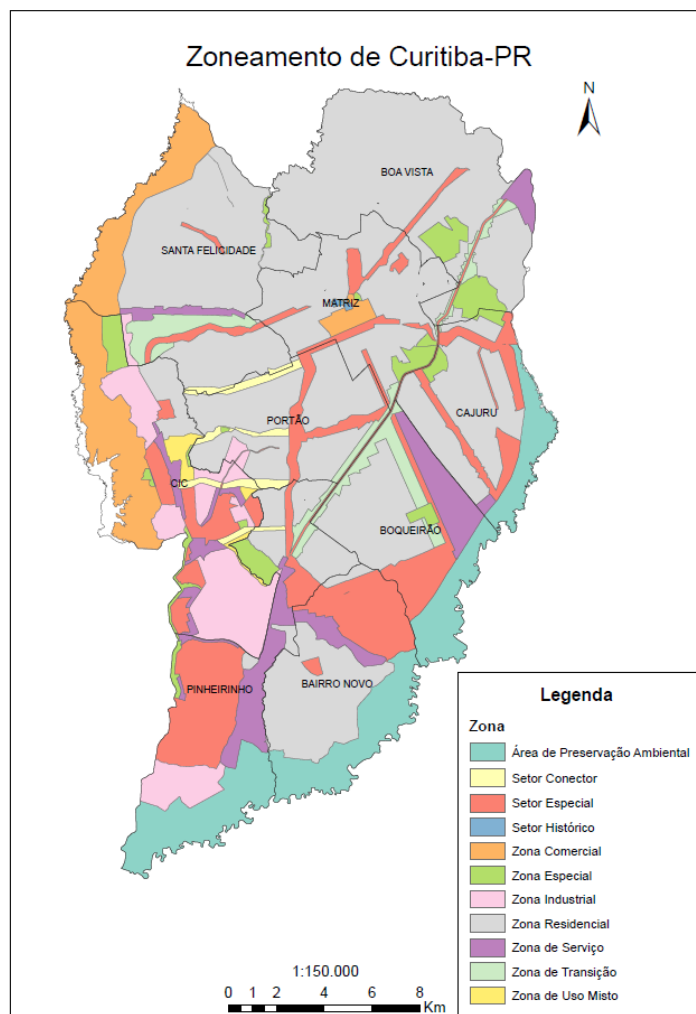 Zoneamento de Curitiba-PR
N
BOA VISTA
SANTA FELICIDADE
MATRIZ
CAJURU
PORTÃO
CIC
BOQUEIRÃO
PINHEIRINHO
BAIRRO NOVO
Legenda
Zona
Área de Preservação Ambiental
Setor Conector
Setor Especial
Setor Histórico
Zona Comercial
Zona Especial
Zona Industrial
Zona Residencial
Zona de Serviço
Zona de Transição
Zona de Uso Misto
1:150.000
0 1 2 4 6 8
Km